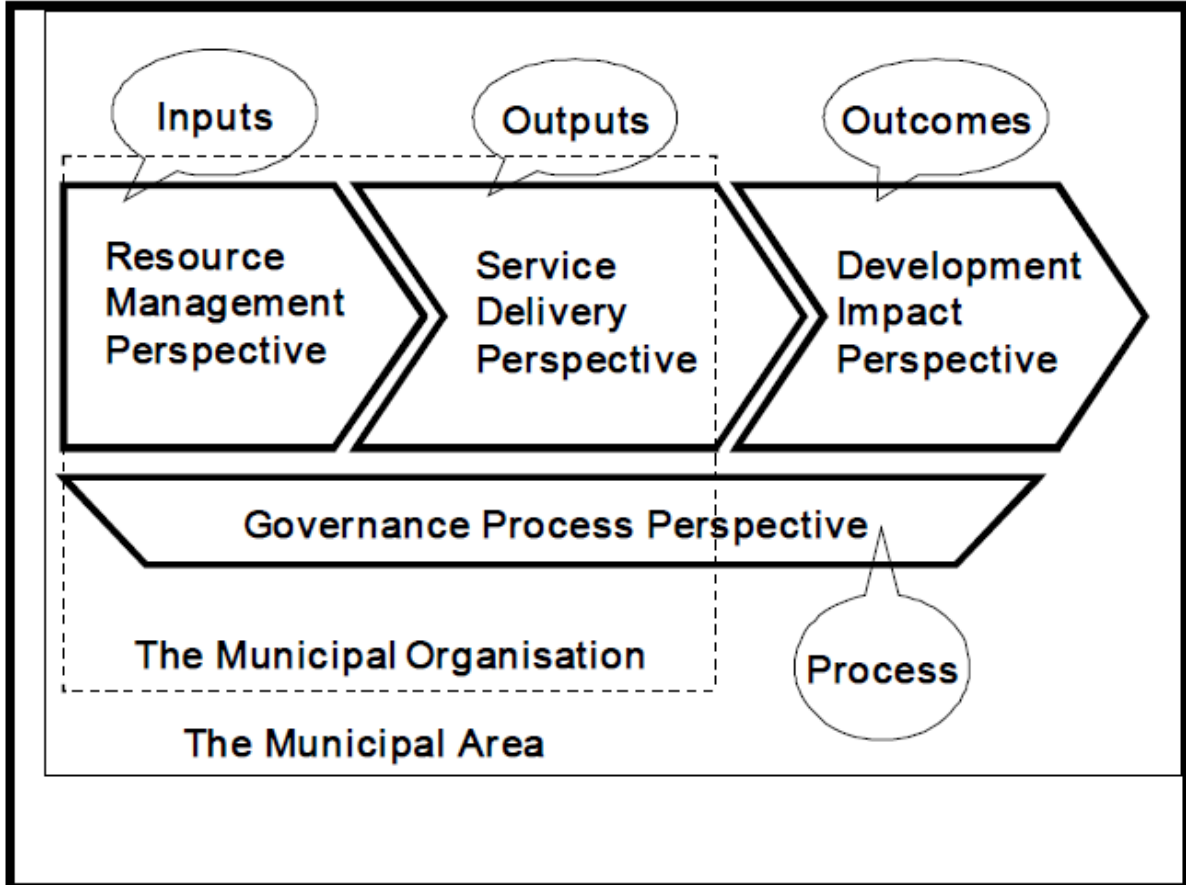 Inputs
Outputs
Outcomes
Resource
Management
Perspective
Service
Delivery
Perspective
Development
Impact
Perspective
Governance Process Perspective
The Municipal Organisation
Process
The Municipal Area